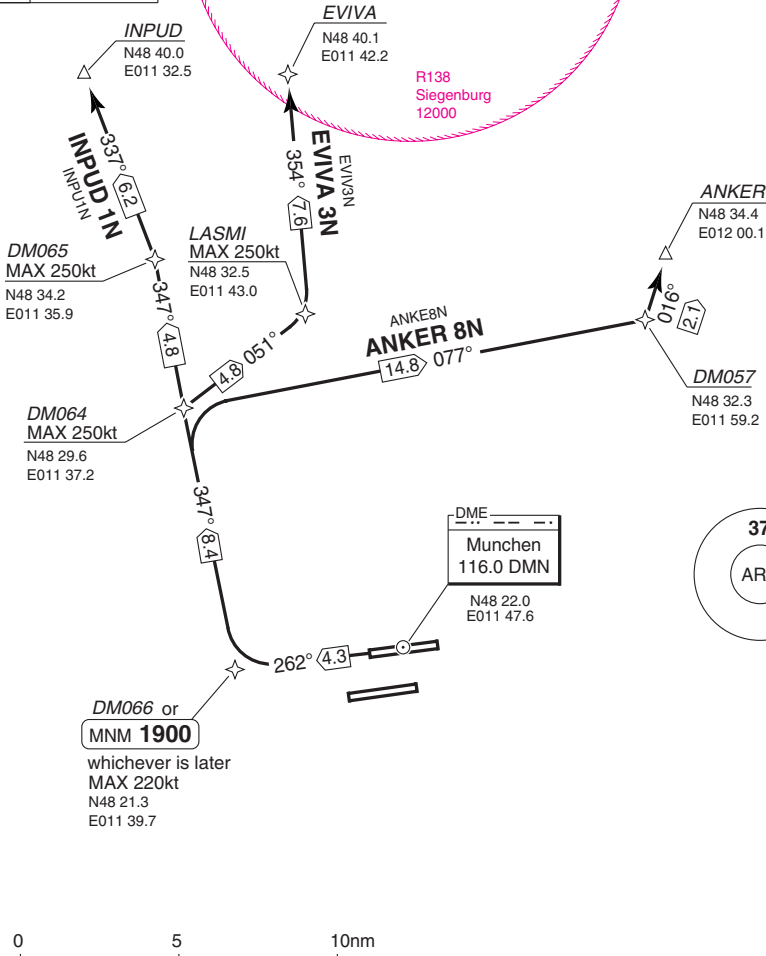 INPUD
N48 40.0
E011 32.5
EVIVA
N48 40.1
E011 42.2
R138
Siegenburg
12000
337°
6.2
INPUD 1N
INPU1N
354°
7.6
EVIVA 3N
EVIV3N
ANKER
N48 34.4
E012 00.1
DM065
MAX 250kt
N48 34.2
E011 35.9
LASMI
MAX 250kt
N48 32.5
E011 43.0
347°
4.8
4.8
051°
ANKE8N
ANKER 8N
14.8
077°
016°
2.1
DM057
N48 32.3
E011 59.2
DM064
MAX 250kt
N48 29.6
E011 37.2
347°
8.4
DME
Munchen
116.0 DMN
N48 22.0
E011 47.6
37
AR
262°
4.3
DM066 or
MNM 1900
whichever is later
MAX 220kt
N48 21.3
E011 39.7
0 5 10nm